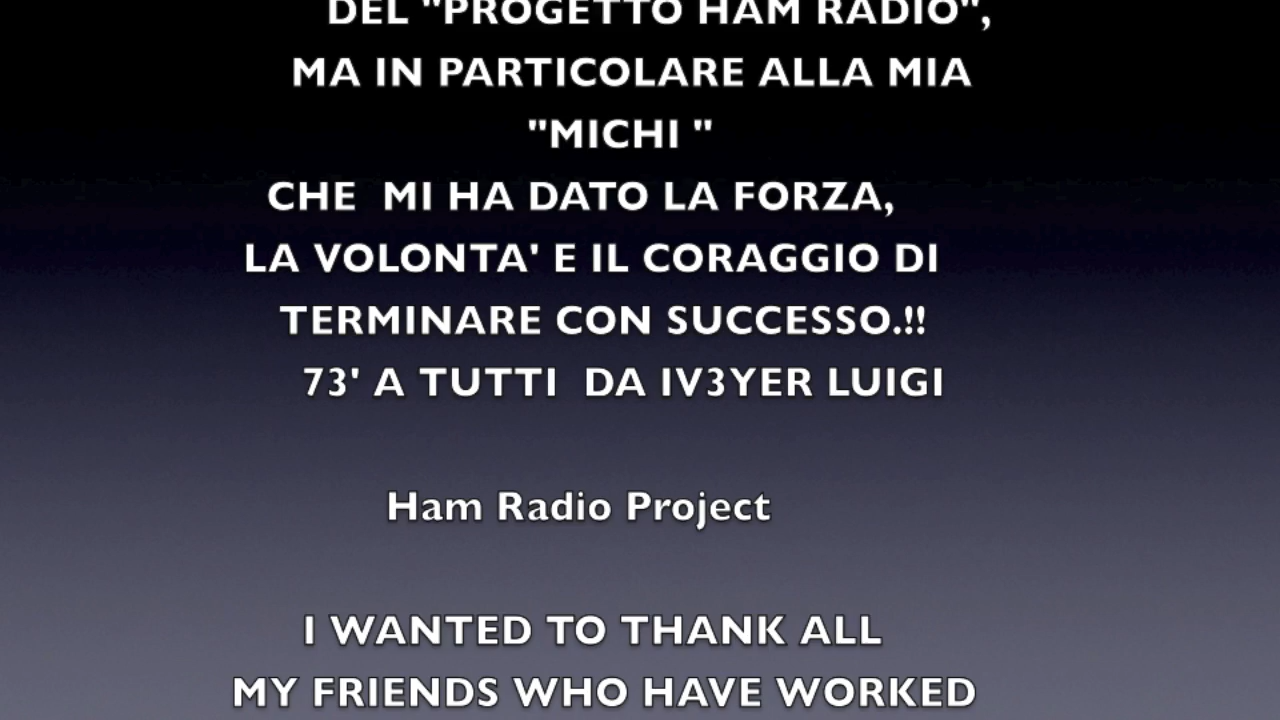 DEL "PROGETTO HAM RADIO",
MA IN PARTICOLARE ALLA MIA
"MICHI "
CHE  MI HA DATO LA FORZA,
LA VOLONTA' E IL CORAGGIO DI
TERMINARE CON SUCCESSO.!!
73' A TUTTI  DA IV3YER LUIGI
Ham Radio Project
I WANTED TO THANK ALL
MY FRIENDS WHO HAVE WORKED